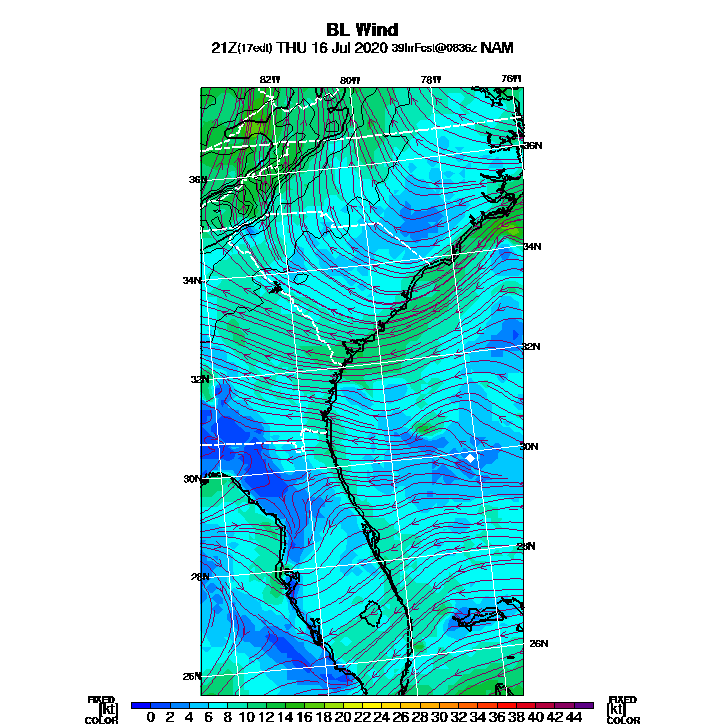 BL Wind
21Z(17edt) THU 16 Jul 2020 39hrFcst@0836z NAM
82W 80W 78W 76W
36N
36N
34N
34N
32N
32N
30N
30N
28N
28N
26N
26N
FIXED FIXED
[kt] [kt]
COLOR COLOR
0 2 4 6 8 10 12 14 16 18 20 22 24 26 28 30 32 34 36 38 40 42 44